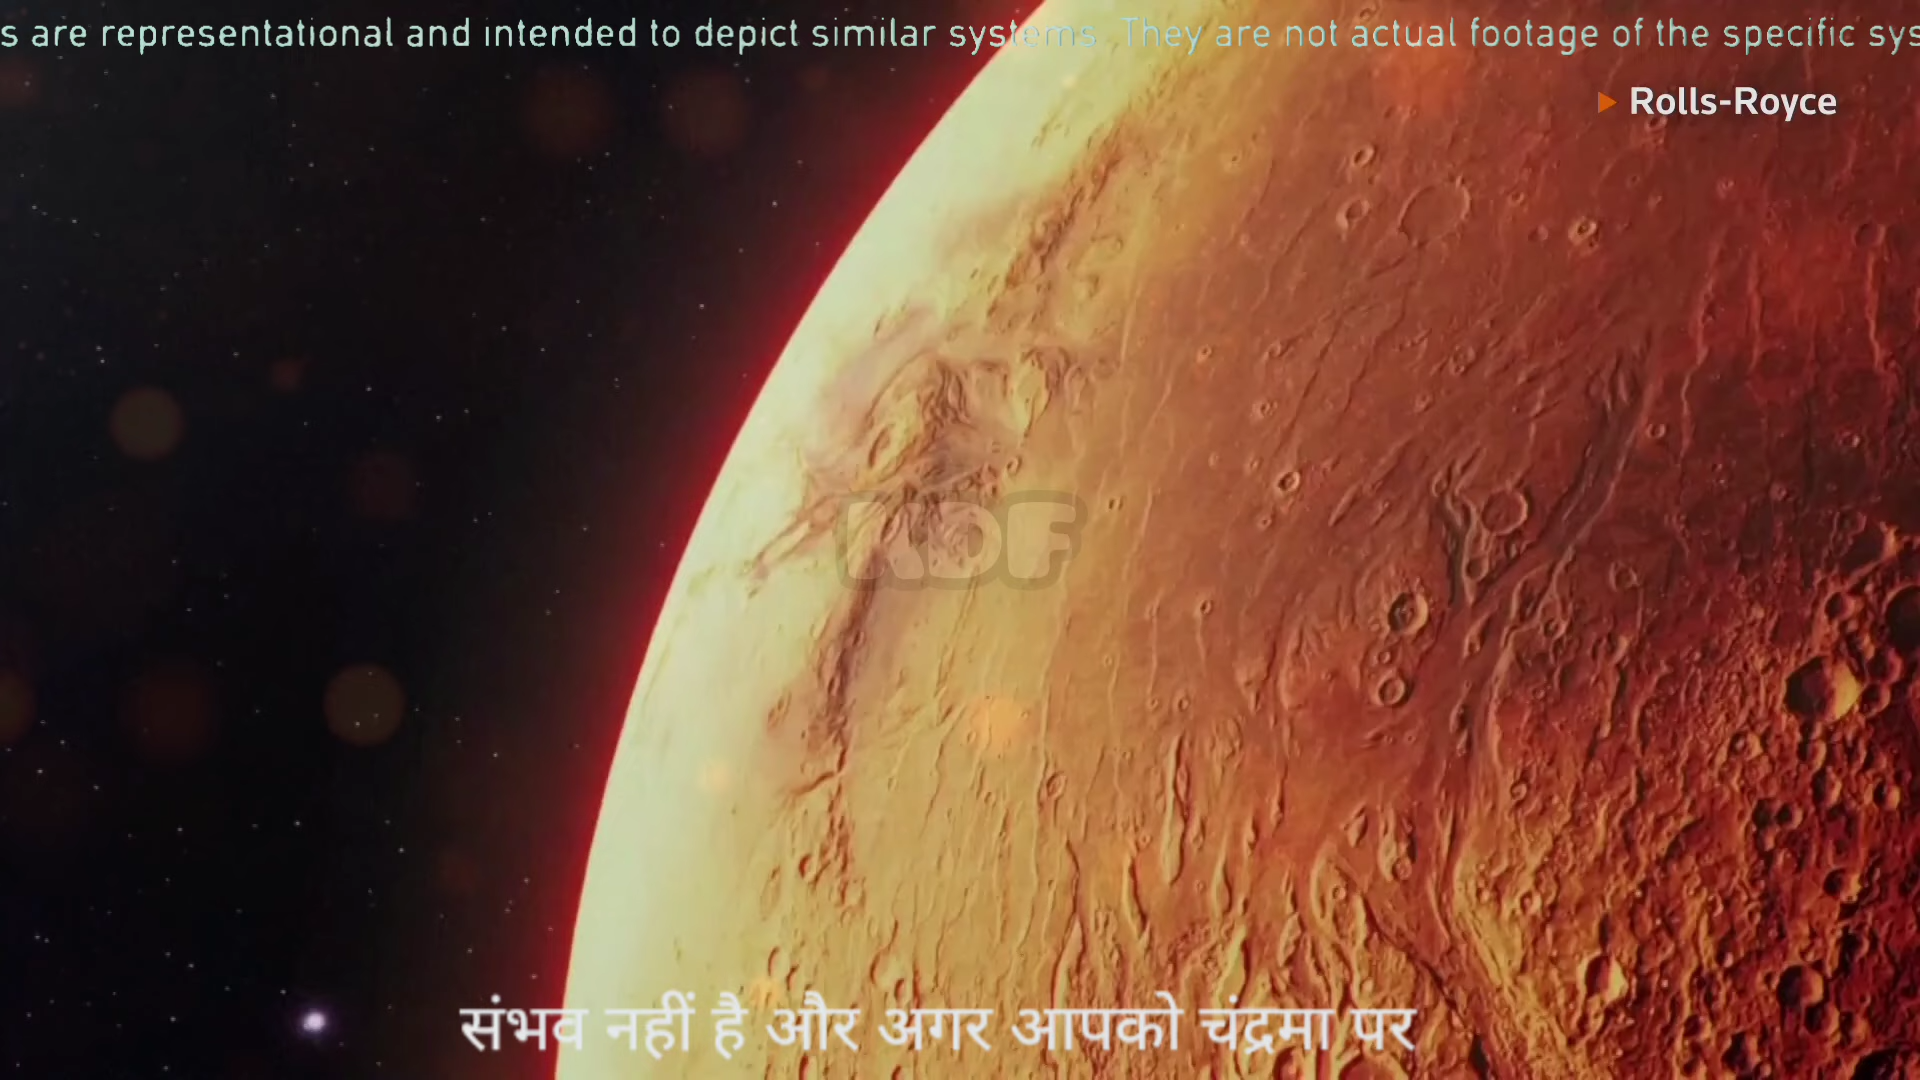 s are representational and intended to depict similar systems. They are not actual footage of the specific sys
Rolls-Royce
KDF
संभव नहीं है और अगर आपको चंद्रमा पर